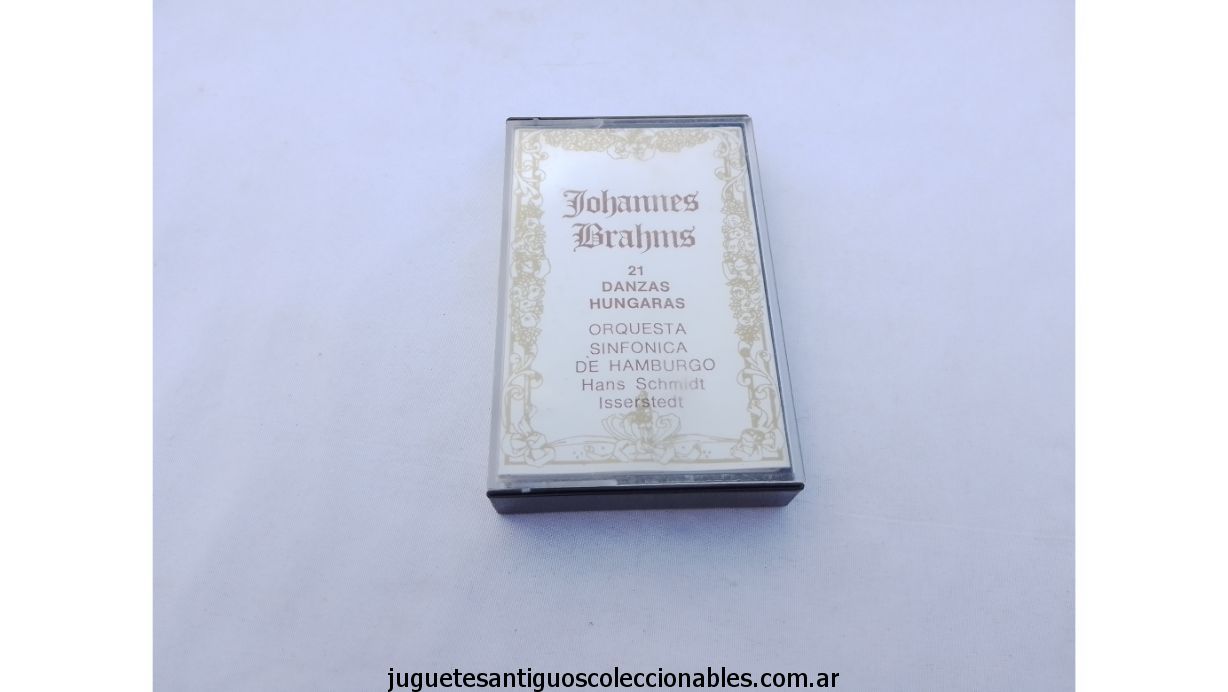 Johannes
Brahms
21
DANZAS
HUNGARAS
ORQUESTA
SINFONICA
DE HAMBURGO
Hans Schmidt
Isserstedt
juguetesantiguoscoleccionables.com.ar